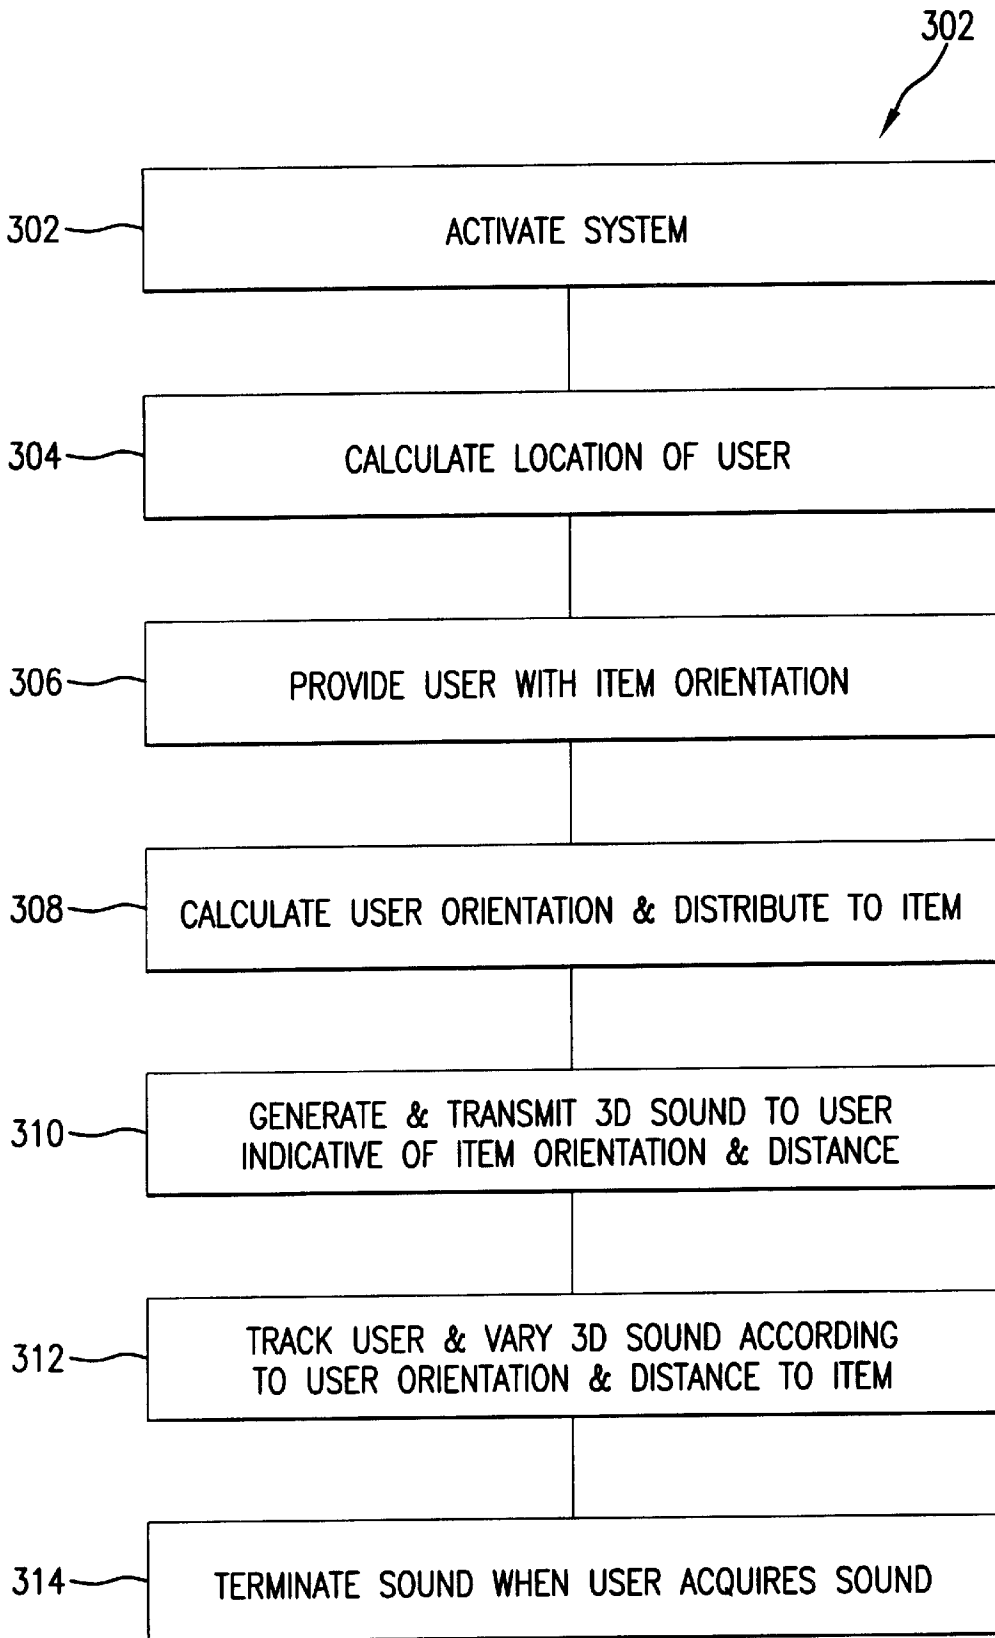 302
302
ACTIVATE SYSTEM
304
CALCULATE LOCATION OF USER
306
PROVIDE USER WITH ITEM ORIENTATION
308
CALCULATE USER ORIENTATION & DISTRIBUTE TO ITEM
310
GENERATE & TRANSMIT 3D SOUND TO USER
INDICATIVE OF ITEM ORIENTATION & DISTANCE
312
TRACK USER & VARY 3D SOUND ACCORDING
TO USER ORIENTATION & DISTANCE TO ITEM
314
TERMINATE SOUND WHEN USER ACQUIRES SOUND